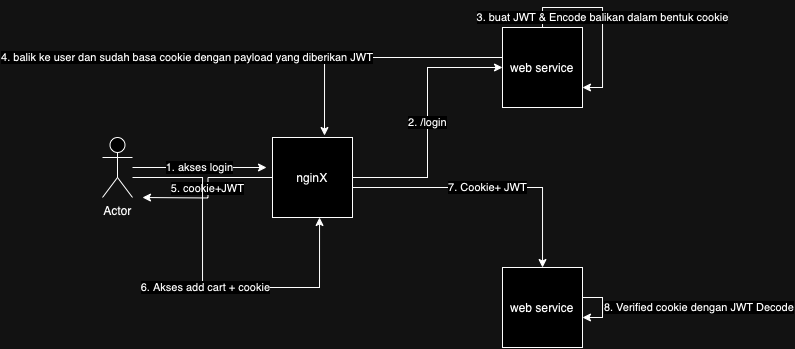 3. buat JWT & Encode balikan dalam bentuk cookie
4. balik ke user dan sudah basa cookie dengan payload yang diberikan JWT
web service
2. /login
1. akses login
nginX
5. cookie+JWT
7. Cookie+ JWT
Actor
6. Akses add cart + cookie
web service
8. Verified cookie dengan JWT Decode